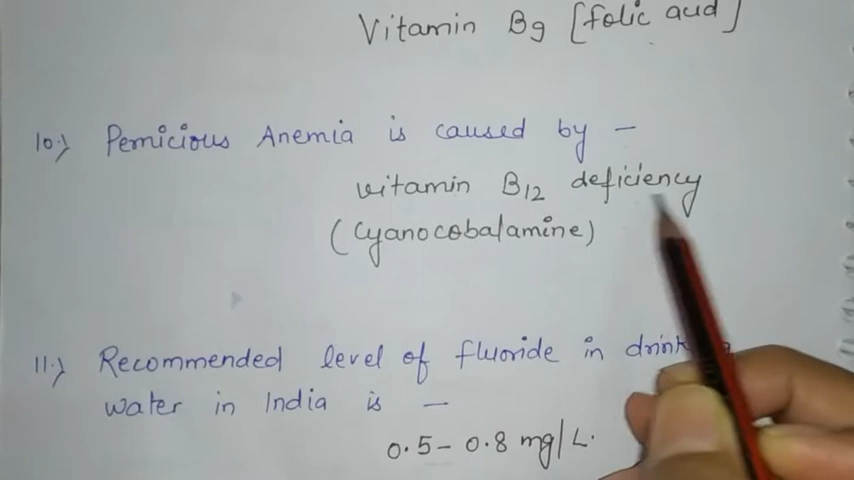 Vitamin B9 [folic acid]
10.) Pernicious Anemia is caused by -
vitamin B12 deficiency
(Cyanocobalamine)
11.) Recommended level of fluoride in
water in India is -
0.5 - 0.8 mg/L.